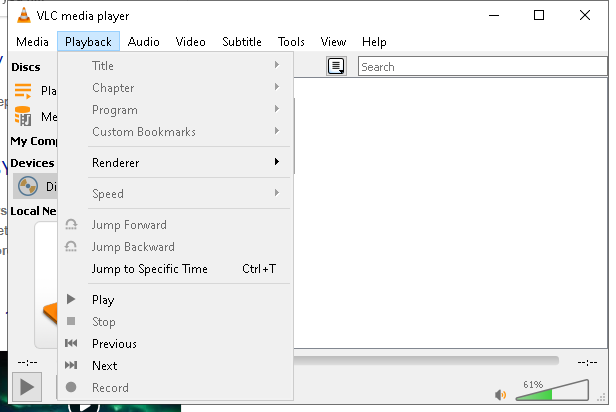 VLC media player
Media Playback Audio Video Subtitle Tools View Help
Discs
Search
Title
Chapter
Program
Custom Bookmarks
My Comp
Devices
Renderer
Di
Speed
Local Ne
Jump Forward
Jump Backward
Jump to Specific Time Ctrl+T
Play
Stop
Previous
Next
Record
--:--
--:--
61%